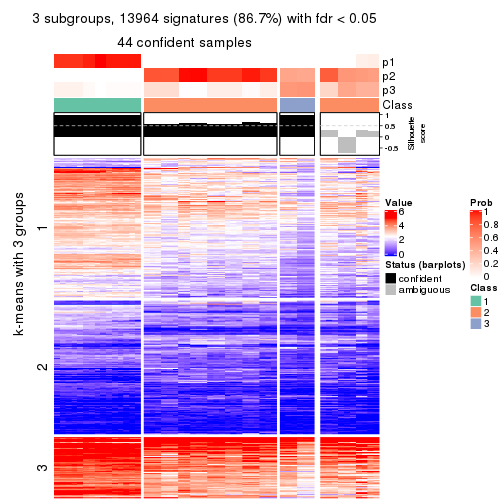 3 subgroups, 13964 signatures (86.7%) with fdr < 0.05
44 confident samples
p1
p2
p3
Class
1
0.5
0
-0.5
Silhouette
score
k-means with 3 groups
1
2
3
Value
6
4
2
0
Status (barplots)
confident
ambiguous
Prob
1
0.8
0.6
0.4
0.2
0
Class
1
2
3